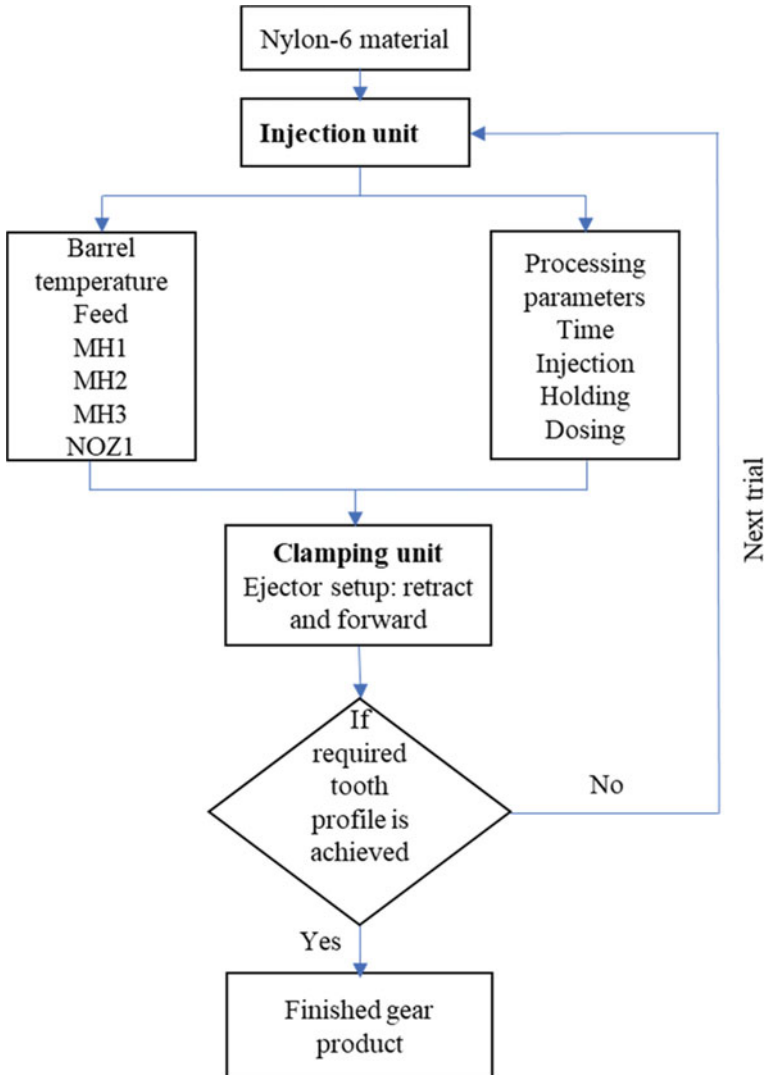 Nylon-6 material
Injection unit
Barrel
temperature
Feed
MH1
MH2
MH3
NOZ1
Processing
parameters
Time
Injection
Holding
Dosing
Clamping unit
Ejector setup: retract
and forward
If
required
tooth
profile is
achieved
No
Next trial
Yes
Finished gear
product